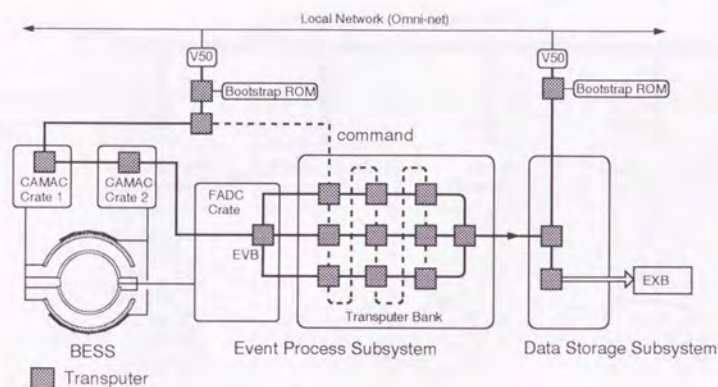 Local Network (Omni-net)
V50
V50
Bootstrap ROM
Bootstrap ROM
command
CAMAC
Crate 1
CAMAC
Crate 2
FADC
Crate
EVB
Transputer Bank
EXB
BESS
Event Process Subsystem
Data Storage Subsystem
Transputer